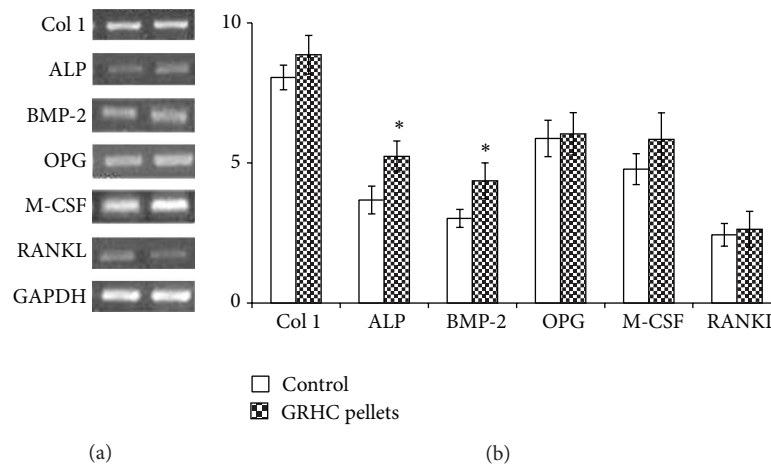 Col 1
ALP
BMP-2
OPG
M-CSF
RANKL
GAPDH
(a)
10
5
0
*
*
Col 1 ALP BMP-2 OPG M-CSF RANKL
Control
GRHC pellets
(b)